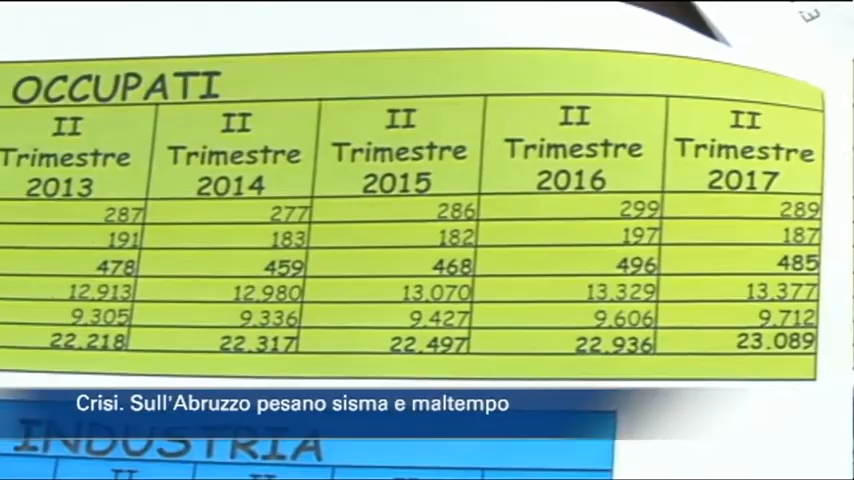 OCCUPATI
II Trimestre 2013 II Trimestre 2014 II Trimestre 2015 II Trimestre 2016 II Trimestre 2017
287 277 286 299 289
191 183 182 197 187
478 459 468 496 485
12.913 12.980 13.070 13.329 13.377
9.305 9.336 9.427 9.606 9.712
22.218 22.317 22.497 22.936 23.089
Crisi. Sull'Abruzzo pesano sisma e maltempo
INDUSTRIA
II II II